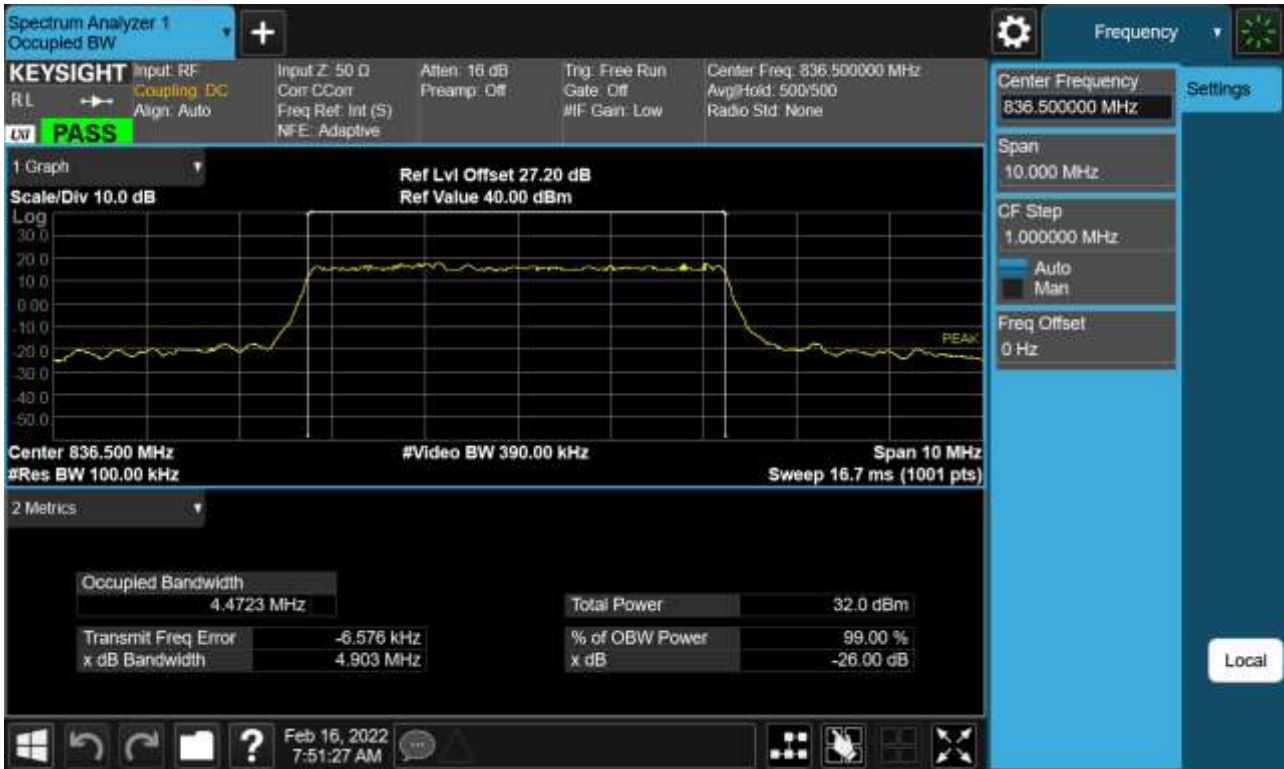 Spectrum Analyzer 1
Occupied BW
+
Frequency
KEYSIGHT
RL
LXI
PASS
Input: RF
Coupling: DC
Align: Auto
Input Z: 50 Ω
Corr CCorr
Freq Ref: Int (S)
NFE: Adaptive
Atten: 16 dB
Preamp: Off
Trig: Free Run
Gate: Off
#IF Gain: Low
Center Freq: 836.500000 MHz
Avg|Hold: 500/500
Radio Std: None
1 Graph
Scale/Div 10.0 dB
Ref Lvl Offset 27.20 dB
Ref Value 40.00 dBm
Log
30.0
20.0
10.0
0.00
-10.0
-20.0
-30.0
-40.0
-50.0
PEAK
Center 836.500 MHz
#Video BW 390.00 kHz
Span 10 MHz
#Res BW 100.00 kHz
Sweep 16.7 ms (1001 pts)
2 Metrics
Occupied Bandwidth
4.4723 MHz
Transmit Freq Error
-6.576 kHz
x dB Bandwidth
4.903 MHz
Total Power
32.0 dBm
% of OBW Power
99.00 %
x dB
-26.00 dB
?
Feb 16, 2022
7:51:27 AM
Center Frequency
836.500000 MHz
Span
10.000 MHz
CF Step
1.000000 MHz
Auto
Man
Freq Offset
0 Hz
Settings
Local